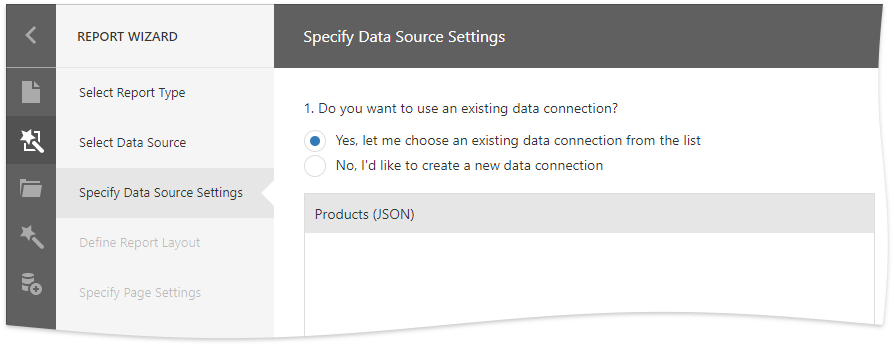 REPORT WIZARD
Specify Data Source Settings
Select Report Type
Select Data Source
Specify Data Source Settings
Define Report Layout
Specify Page Settings
1. Do you want to use an existing data connection?
Yes, let me choose an existing data connection from the list
No, I'd like to create a new data connection
Products (JSON)